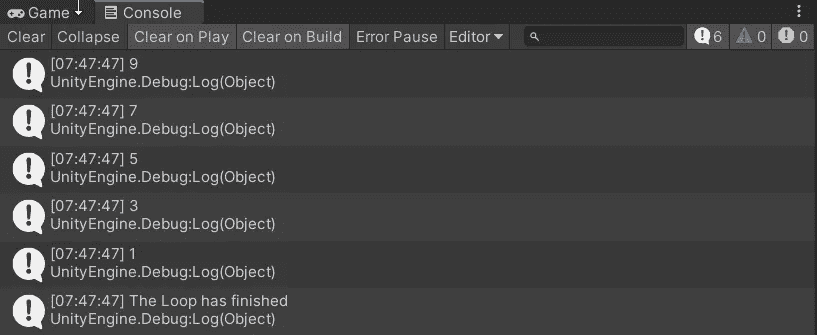 Game Console
Clear Collapse Clear on Play Clear on Build Error Pause Editor 6 0 0
[07:47:47] 9
UnityEngine.Debug:Log(Object)
[07:47:47] 7
UnityEngine.Debug:Log(Object)
[07:47:47] 5
UnityEngine.Debug:Log(Object)
[07:47:47] 3
UnityEngine.Debug:Log(Object)
[07:47:47] 1
UnityEngine.Debug:Log(Object)
[07:47:47] The Loop has finished
UnityEngine.Debug:Log(Object)